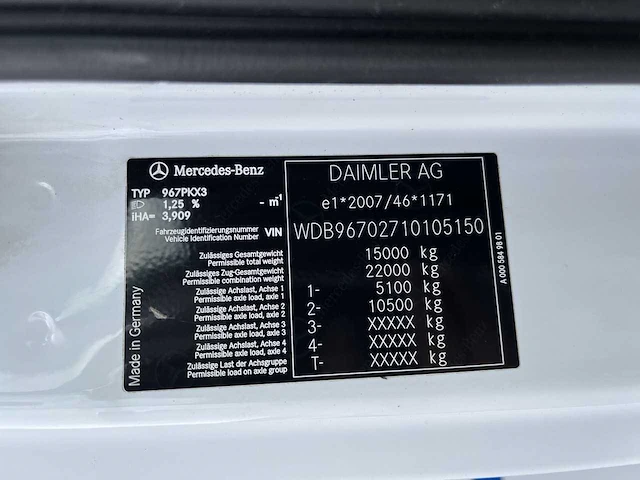 Mercedes-Benz
DAIMLER AG
TYP 967PKX3
1,25 % - m-1
iHA= 3,909
e1*2007/46*1171
Fahrzeugidentifizierungsnummer
Vehicle Identification Number VIN WDB96702710105150
Zulässiges Gesamtgewicht
Permissible total weight 15000 kg
Zulässiges Zug-Gesamtgewicht
Permissible combination weight 22000 kg
Zulässige Achslast, Achse 1
Permissible axle load, axle 1 1- 5100 kg
Zulässige Achslast, Achse 2
Permissible axle load, axle 2 2- 10500 kg
Zulässige Achslast, Achse 3
Permissible axle load, axle 3 3- XXXXX kg
Zulässige Achslast, Achse 4
Permissible axle load, axle 4 4- XXXXX kg
Zulässige Last der Achsgruppe
Permissible load on axle group T- XXXXX kg
Made in Germany
A 000 584 98 01